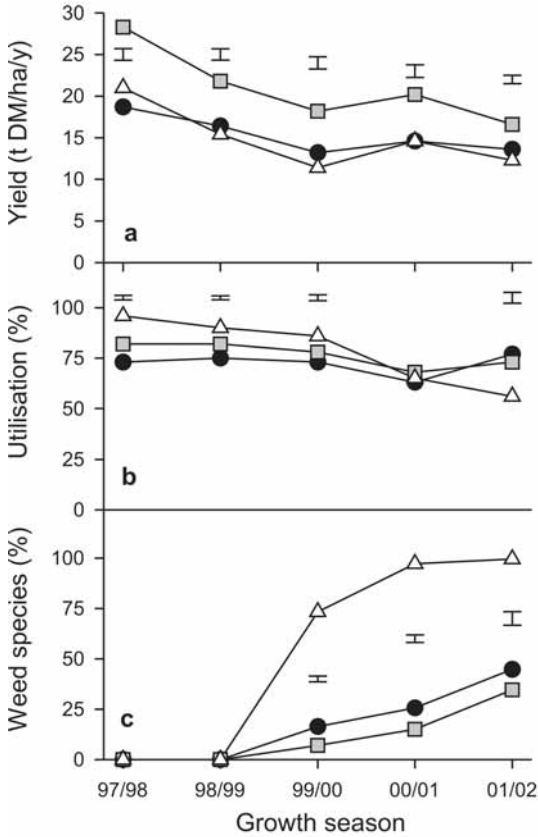 30
25
20
15
10
5
0
Yield (t DM/ha/y)
a
100
75
50
25
0
Utilisation (%)
b
100
75
50
25
0
Weed species (%)
c
97/98 98/99 99/00 00/01 01/02
Growth season